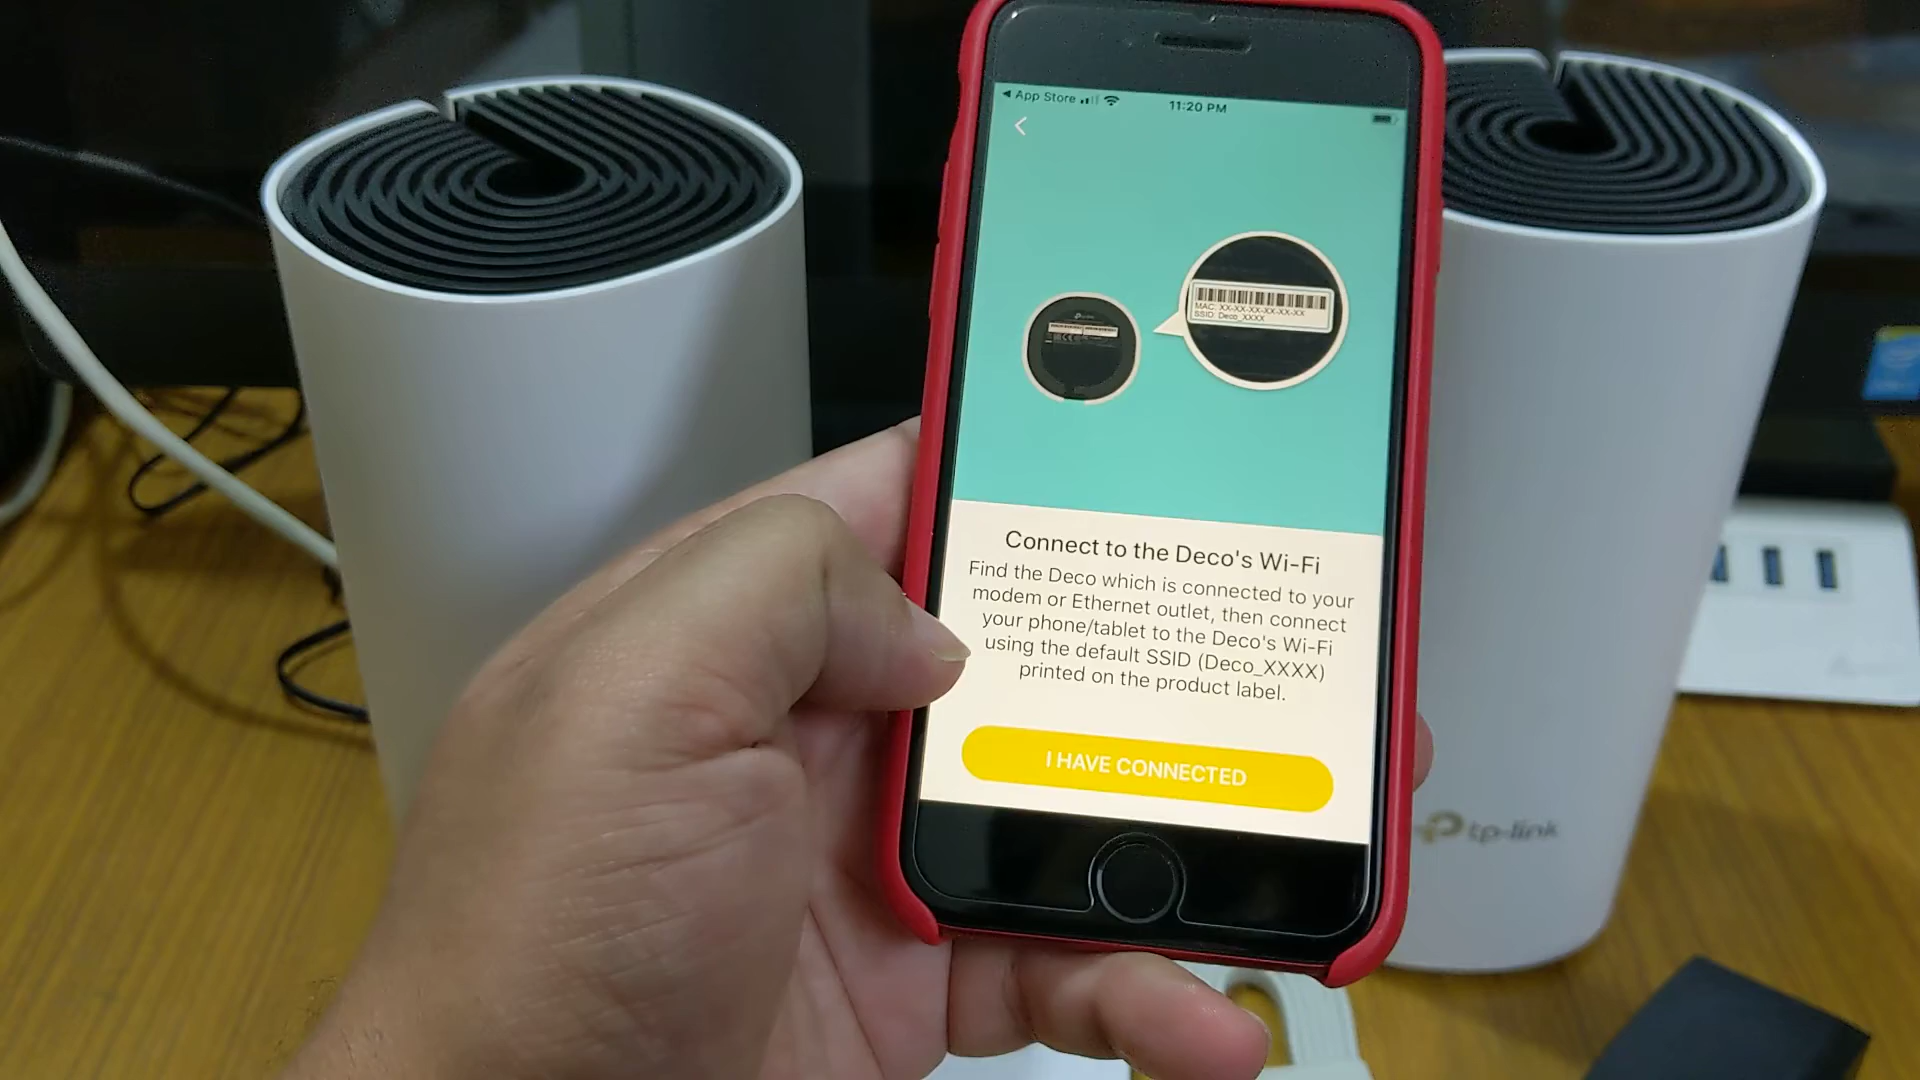 App Store
11:20 PM
MAC: XX-XX-XX-XX-XX-XX
SSID: Deco_XXXX
Connect to the Deco's Wi-Fi
Find the Deco which is connected to your
modem or Ethernet outlet, then connect
your phone/tablet to the Deco's Wi-Fi
using the default SSID (Deco_XXXX)
printed on the product label.
I HAVE CONNECTED
tp-link